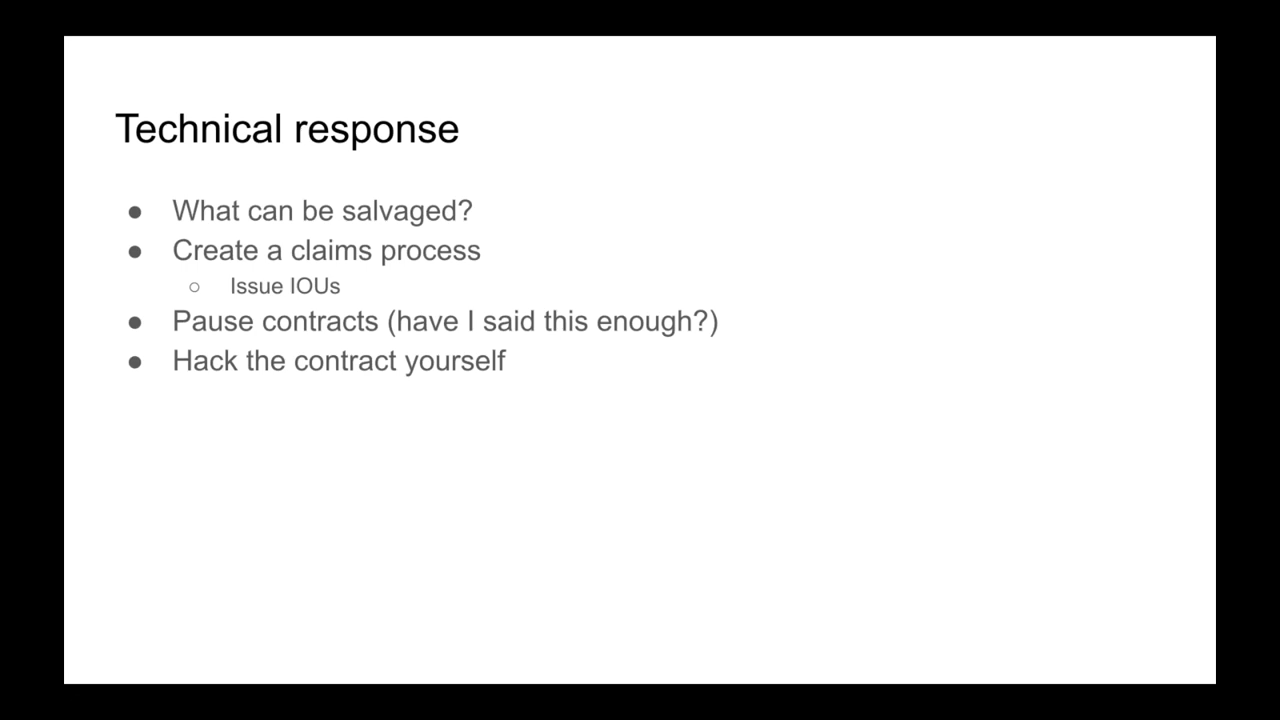 Technical response
● What can be salvaged?
● Create a claims process
○ Issue IOUs
● Pause contracts (have I said this enough?)
● Hack the contract yourself